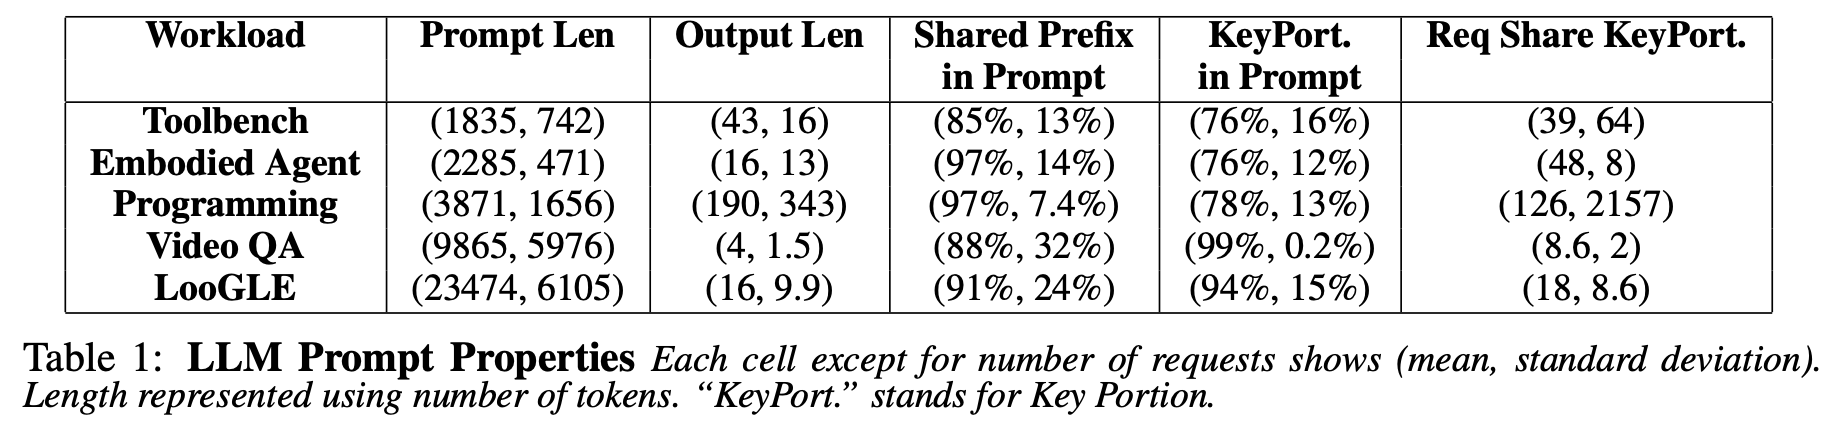 Workload Prompt Len Output Len Shared Prefix in Prompt KeyPort. in Prompt Req Share KeyPort.
Toolbench (1835, 742) (43, 16) (85%, 13%) (76%, 16%) (39, 64)
Embodied Agent (2285, 471) (16, 13) (97%, 14%) (76%, 12%) (48, 8)
Programming (3871, 1656) (190, 343) (97%, 7.4%) (78%, 13%) (126, 2157)
Video QA (9865, 5976) (4, 1.5) (88%, 32%) (99%, 0.2%) (8.6, 2)
LooGLE (23474, 6105) (16, 9.9) (91%, 24%) (94%, 15%) (18, 8.6)
Table 1: LLM Prompt Properties Each cell except for number of requests shows (mean, standard deviation).
Length represented using number of tokens. “KeyPort.” stands for Key Portion.